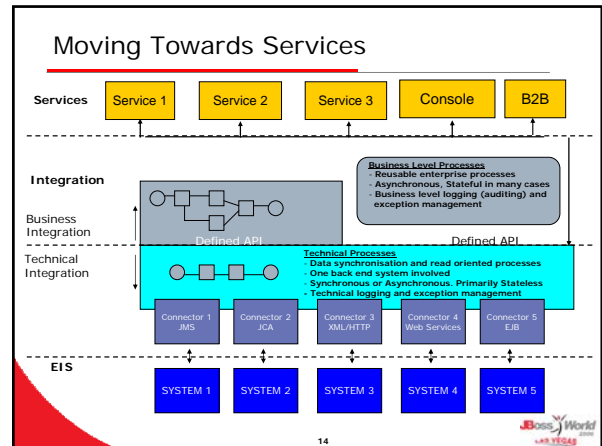 Moving Towards Services
Services
Service 1
Service 2
Service 3
Console
B2B
Integration
Business Level Processes
- Reusable enterprise processes
- Asynchronous, Stateful in many cases
- Business level logging (auditing) and
exception management
Business
Integration
Defined API
Defined API
Technical
Integration
Technical Processes
- Data synchronisation and read oriented processes
- One back end system involved
- Synchronous or Asynchronous. Primarily Stateless
- Technical logging and exception management
Connector 1
JMS
Connector 2
JCA
Connector 3
XML/HTTP
Connector 4
Web Services
Connector 5
EJB
EIS
SYSTEM 1
SYSTEM 2
SYSTEM 3
SYSTEM 4
SYSTEM 5
14
JBoss World
LAS VEGAS